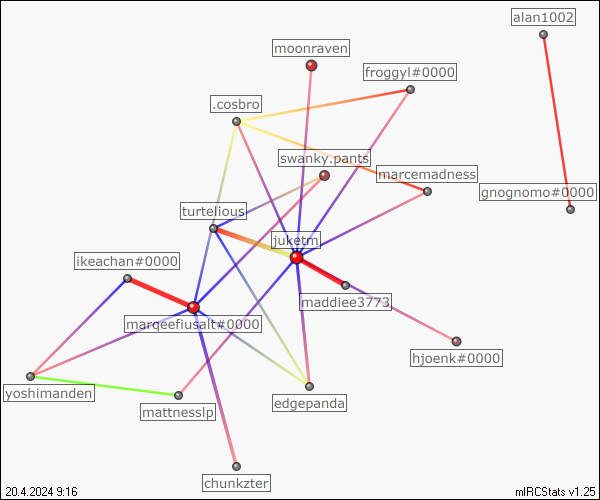 alan1002
moonraven
froggyl#0000
.cosbro
swanky.pants
marcemadness
gnognomo#0000
turtelious
juketm
ikeachan#0000
maddiee3773
marqeefiusalt#0000
hjoenk#0000
yoshimanden
edgepanda
mattnesslp
chunkzter
20.4.2024 9:16
mIRCStats v1.25